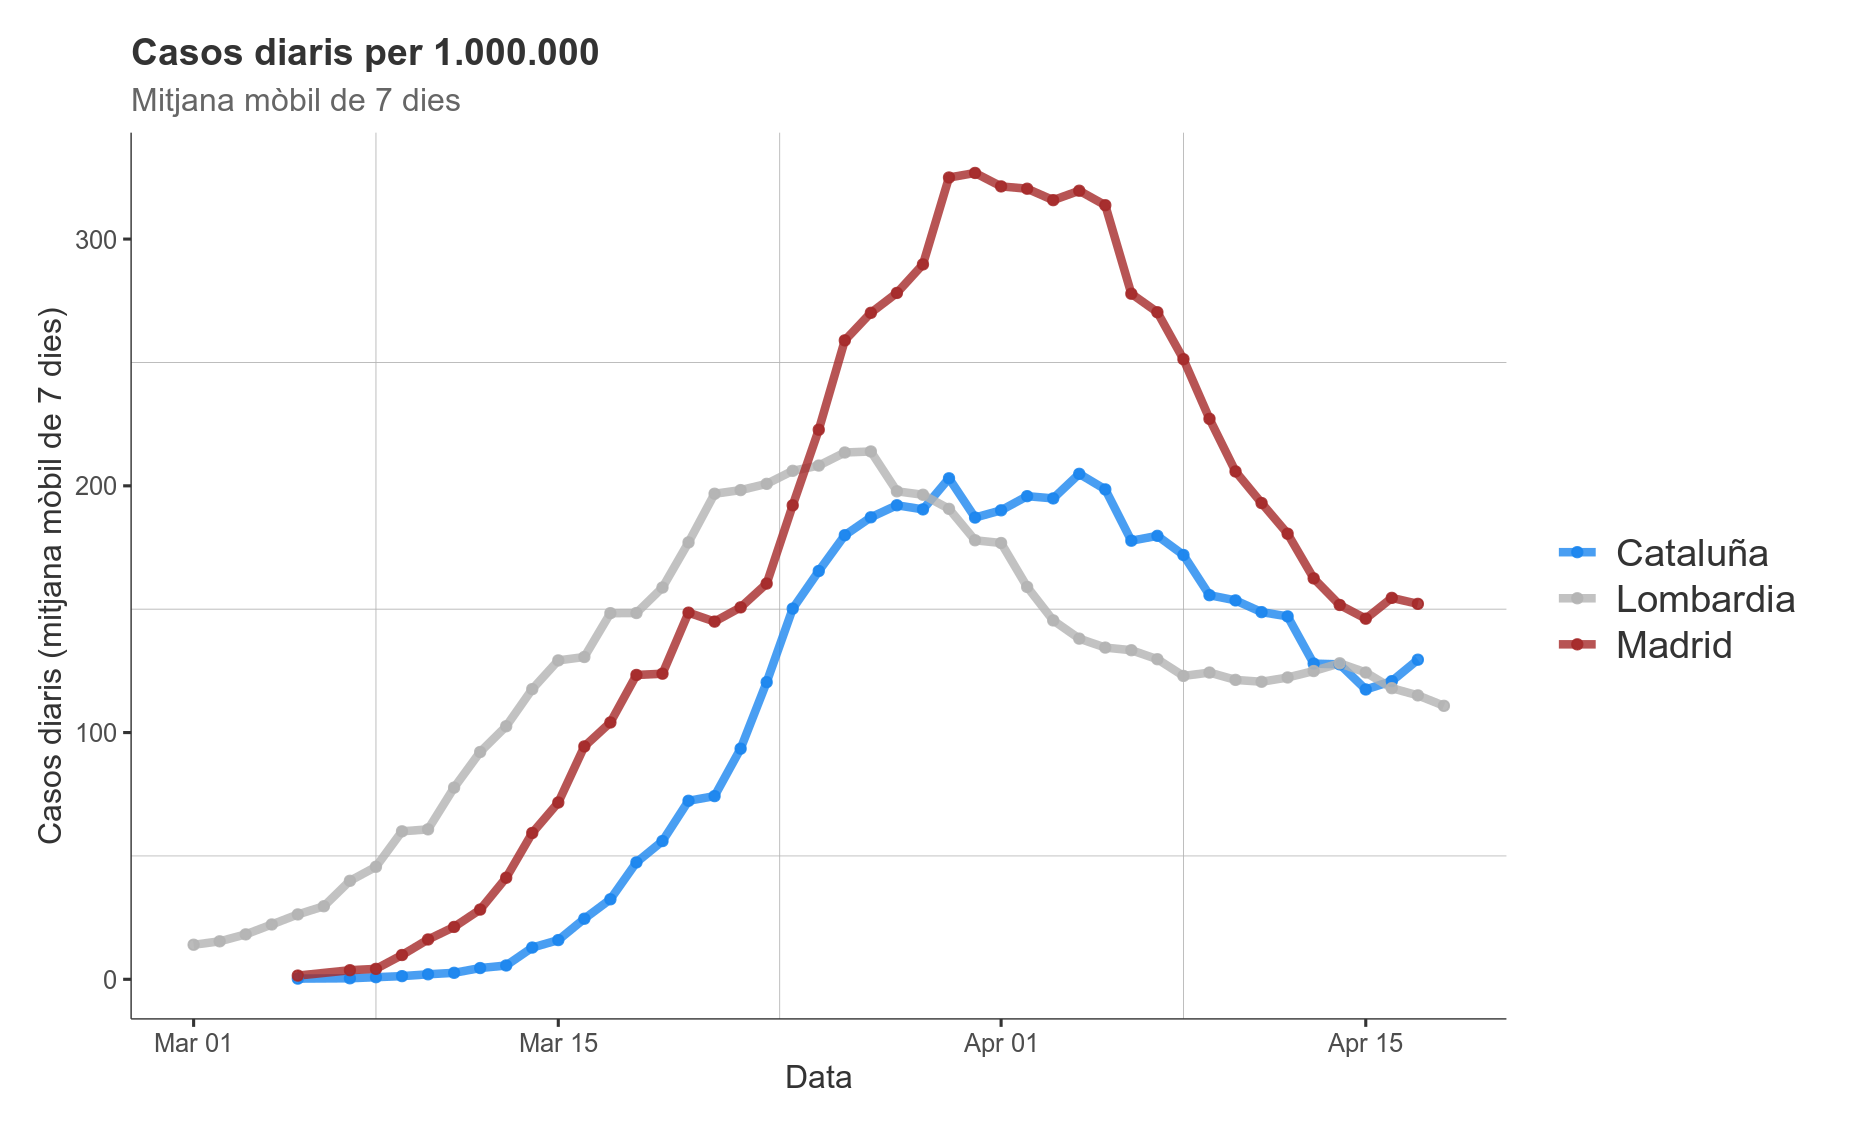 Casos diaris per 1.000.000
Mitjana mòbil de 7 dies
Casos diaris (mitjana mòbil de 7 dies)
300
200
100
0
Mar 01
Mar 15
Apr 01
Apr 15
Data
Cataluña
Lombardia
Madrid